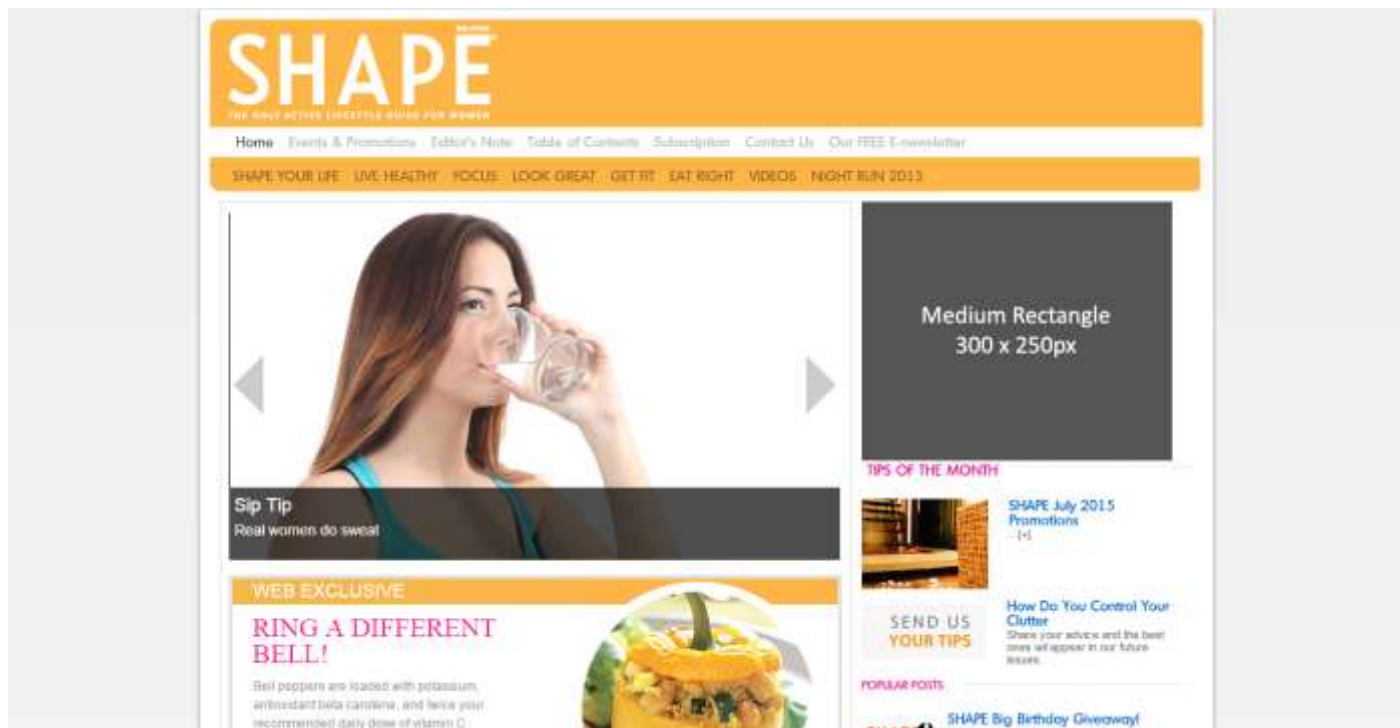 SHAPE
THE ONLY ACTIVE LIFESTYLE GUIDE FOR WOMEN
Home Events & Promotions Editor's Note Table of Contents Subscription Contact Us Our FREE E-newsletter
SHAPE YOUR LIFE LIVE HEALTHY FOCUS LOOK GREAT GET FIT EAT RIGHT VIDEOS NIGHT RUN 2013
Sip Tip
Real women do sweat
WEB EXCLUSIVE
RING A DIFFERENT
BELL!
Bell peppers are loaded with potassium,
antioxidant beta carotene, and twice your
recommended daily dose of vitamin C
Medium Rectangle
300 x 250px
TIPS OF THE MONTH
SHAPE July 2015
Promotions
...[+]
SEND US
YOUR TIPS
How Do You Control Your
Clutter
Share your advice and the best
ones will appear in our future
issues.
POPULAR POSTS
SHAPE Big Birthday Giveaway!